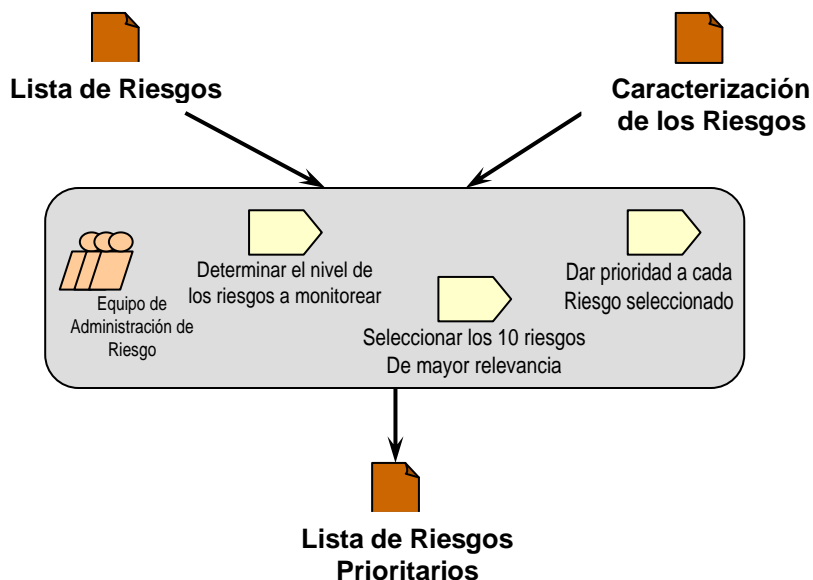 Lista de Riesgos
Caracterización
de los Riesgos
Equipo de
Administración de
Riesgo
Determinar el nivel de
los riesgos a monitorear
Seleccionar los 10 riesgos
De mayor relevancia
Dar prioridad a cada
Riesgo seleccionado
Lista de Riesgos
Prioritarios